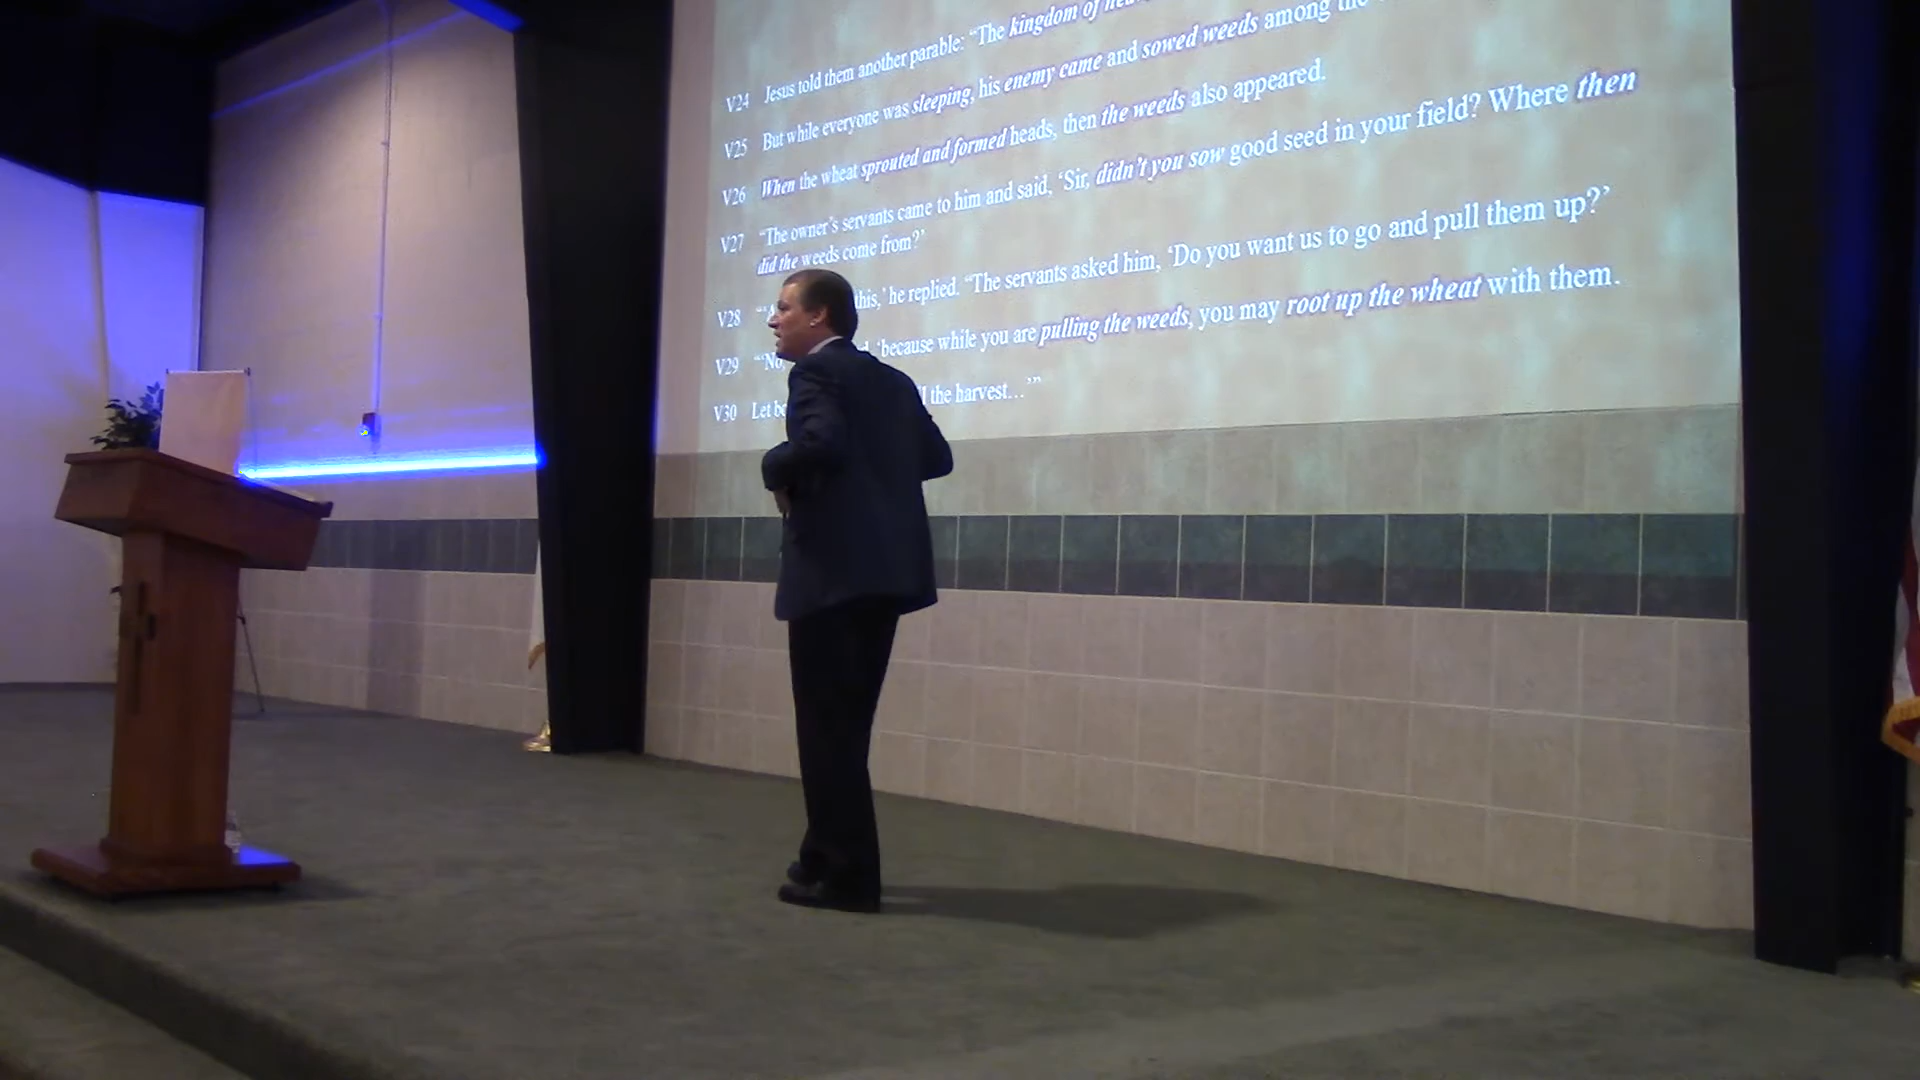 V24 Jesus told them another parable: “The kingdom of
V25 But while everyone was sleeping, his enemy came and sowed weeds among the
V26 When the wheat sprouted and formed heads, then the weeds also appeared.
V27 “The owner’s servants came to him and said, ‘Sir, didn’t you sow good seed in your field? Where then
did the weeds come from?’
V28 this,’ he replied. “The servants asked him, ‘Do you want us to go and pull them up?’
V29 “‘No, ‘because while you are pulling the weeds, you may root up the wheat with them.
V30 Let the harvest…’”